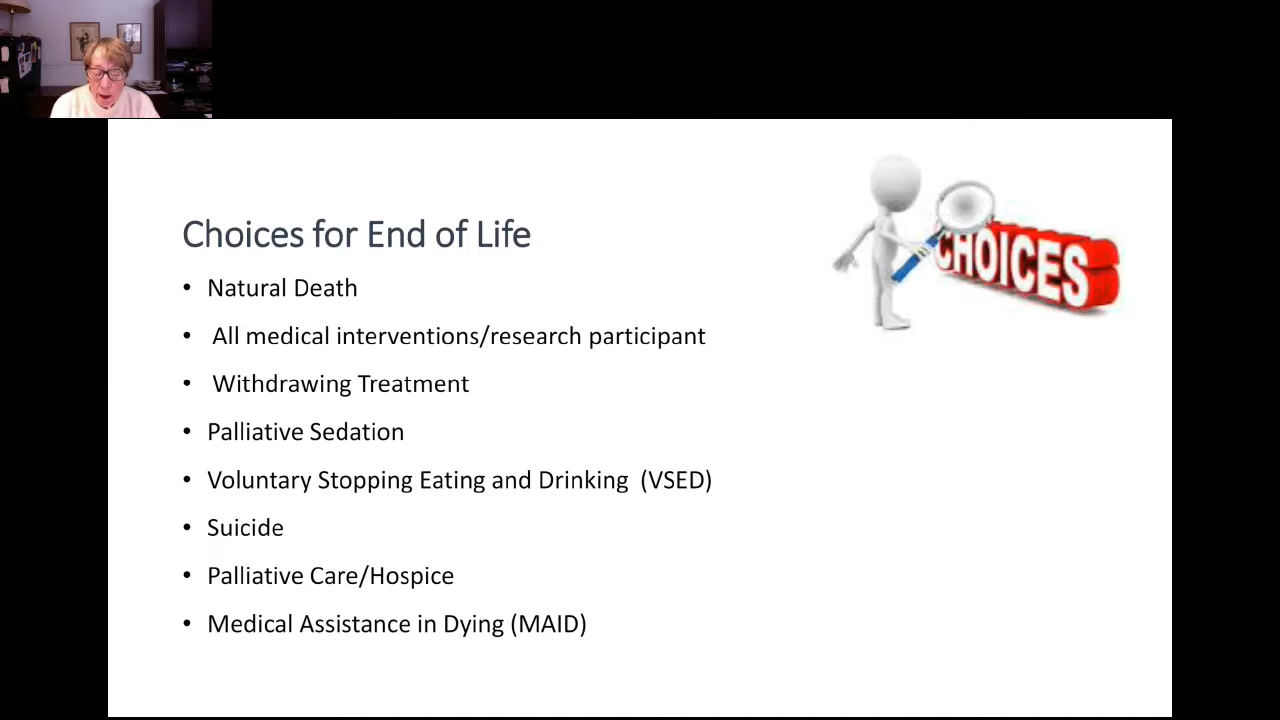 CHOICES
Choices for End of Life
• Natural Death
• All medical interventions/research participant
• Withdrawing Treatment
• Palliative Sedation
• Voluntary Stopping Eating and Drinking (VSED)
• Suicide
• Palliative Care/Hospice
• Medical Assistance in Dying (MAID)